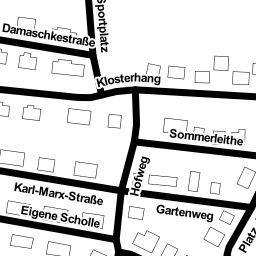 Sportplatz
Damaschkestraße
Klosterhang
Sommerleithe
Hofweg
Karl-Marx-Straße
Gartenweg
Eigene Scholle
Platz